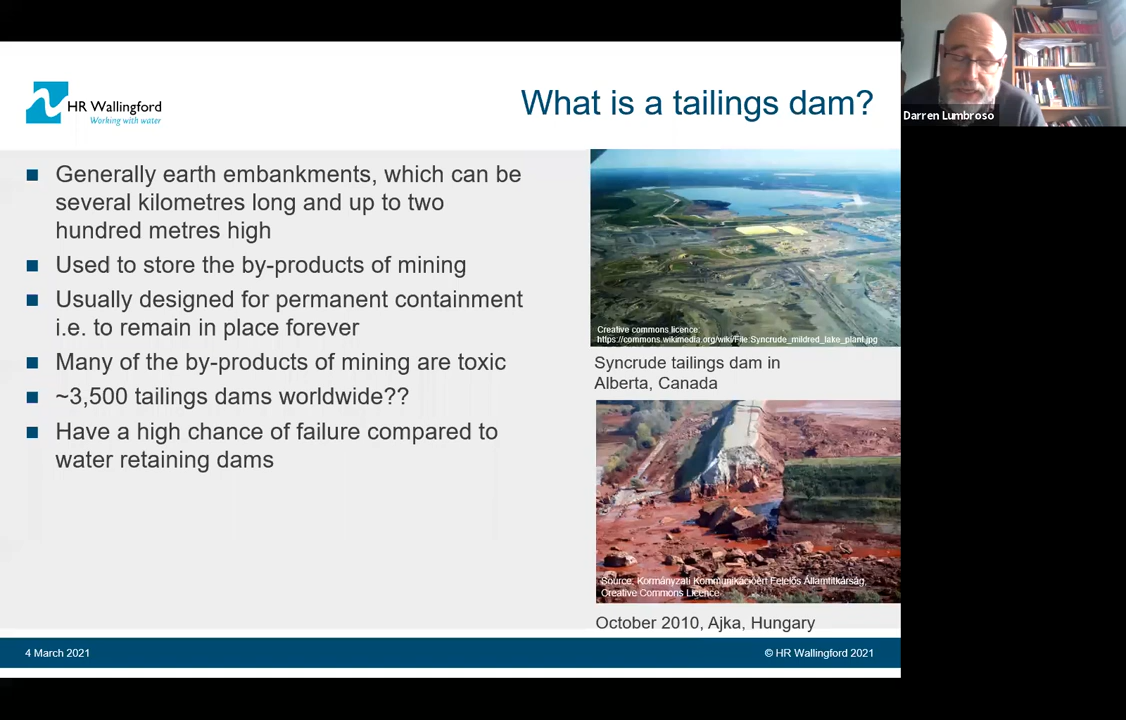 HR Wallingford
Working with water
What is a tailings dam?
Darren Lumbroso
Generally earth embankments, which can be
several kilometres long and up to two
hundred metres high
Used to store the by-products of mining
Usually designed for permanent containment
i.e. to remain in place forever
Many of the by-products of mining are toxic
~3,500 tailings dams worldwide??
Have a high chance of failure compared to
water retaining dams
Creative commons licence:
https://commons.wikimedia.org/wiki/File:Syncrude_mildred_lake_plant.jpg
Syncrude tailings dam in
Alberta, Canada
Source: Kormányzati Kommunikációért Felelős Államtitkárság,
Creative Commons Licence
October 2010, Ajka, Hungary
4 March 2021
© HR Wallingford 2021